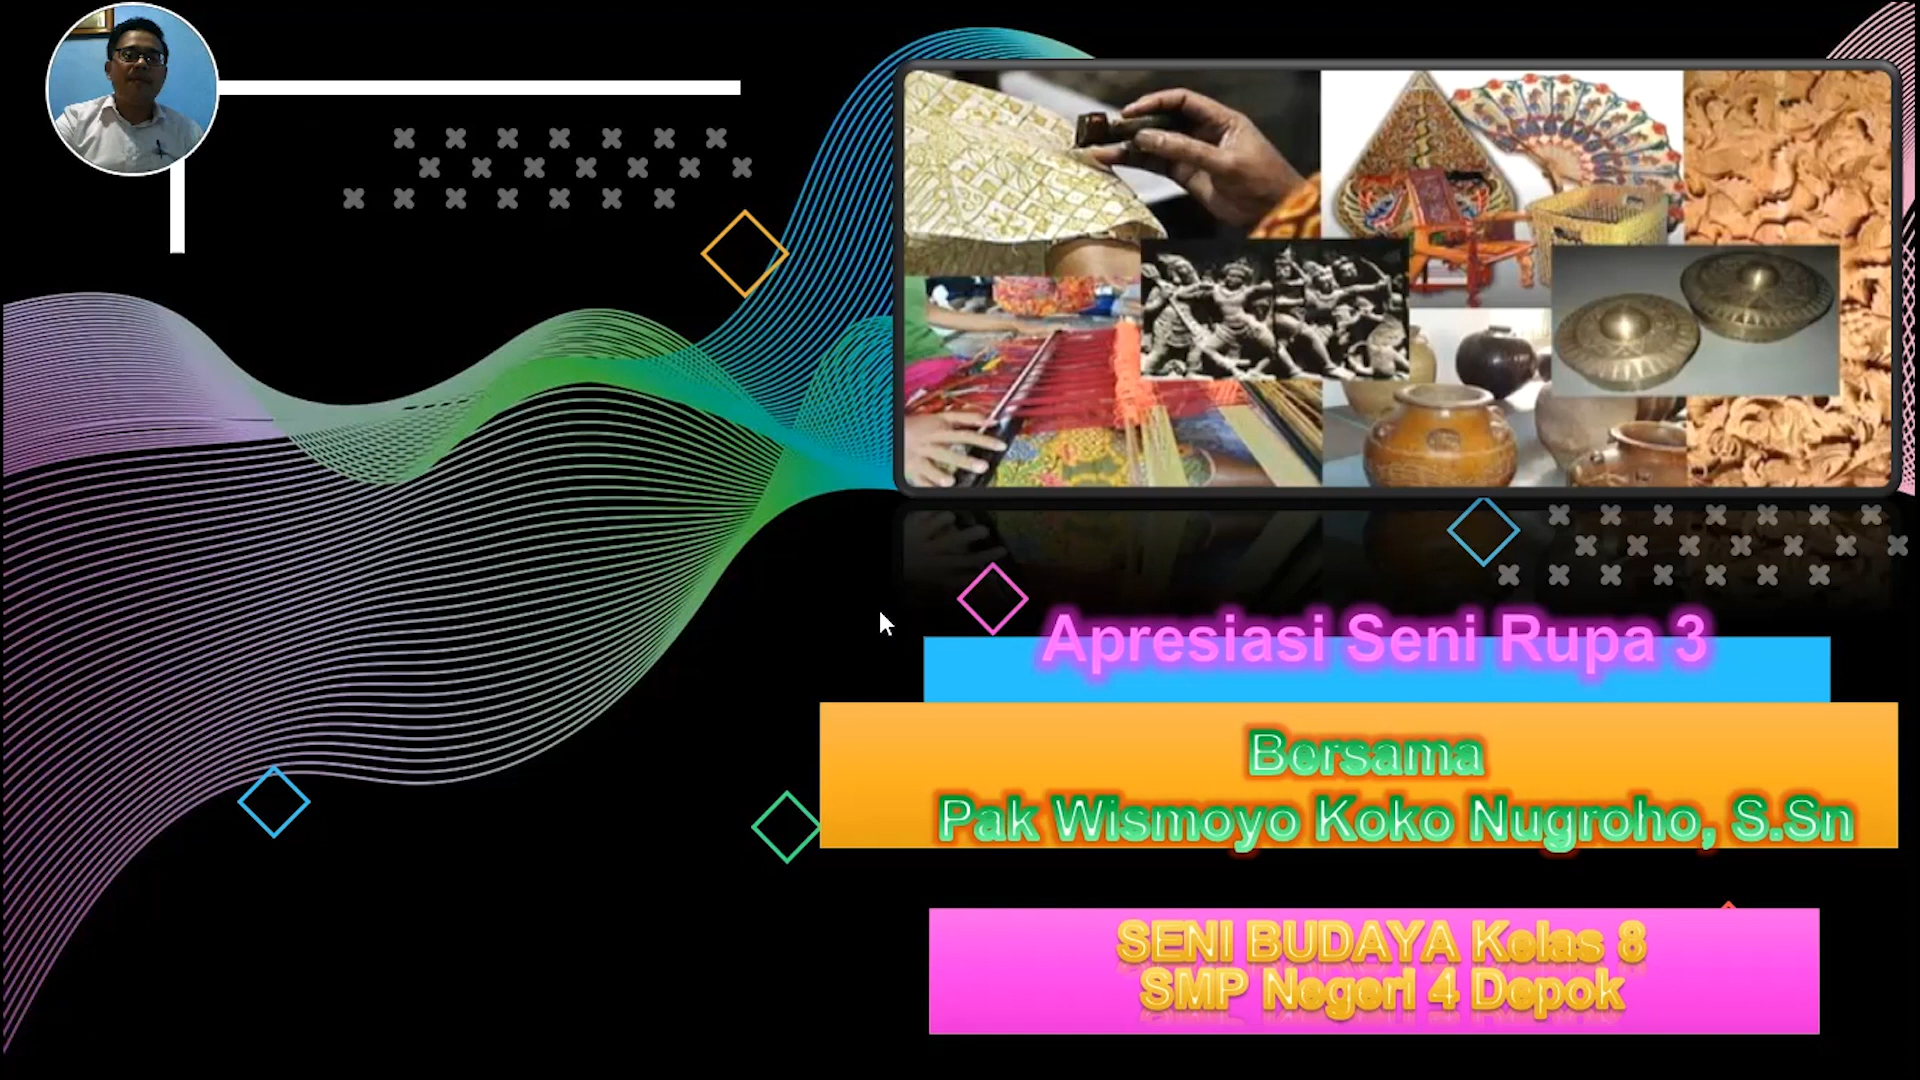 Apresiasi Seni Rupa 3
Bersama
Pak Wismoyo Koko Nugroho, S.Sn
SENI BUDAYA Kelas 8
SMP Negeri 4 Depok